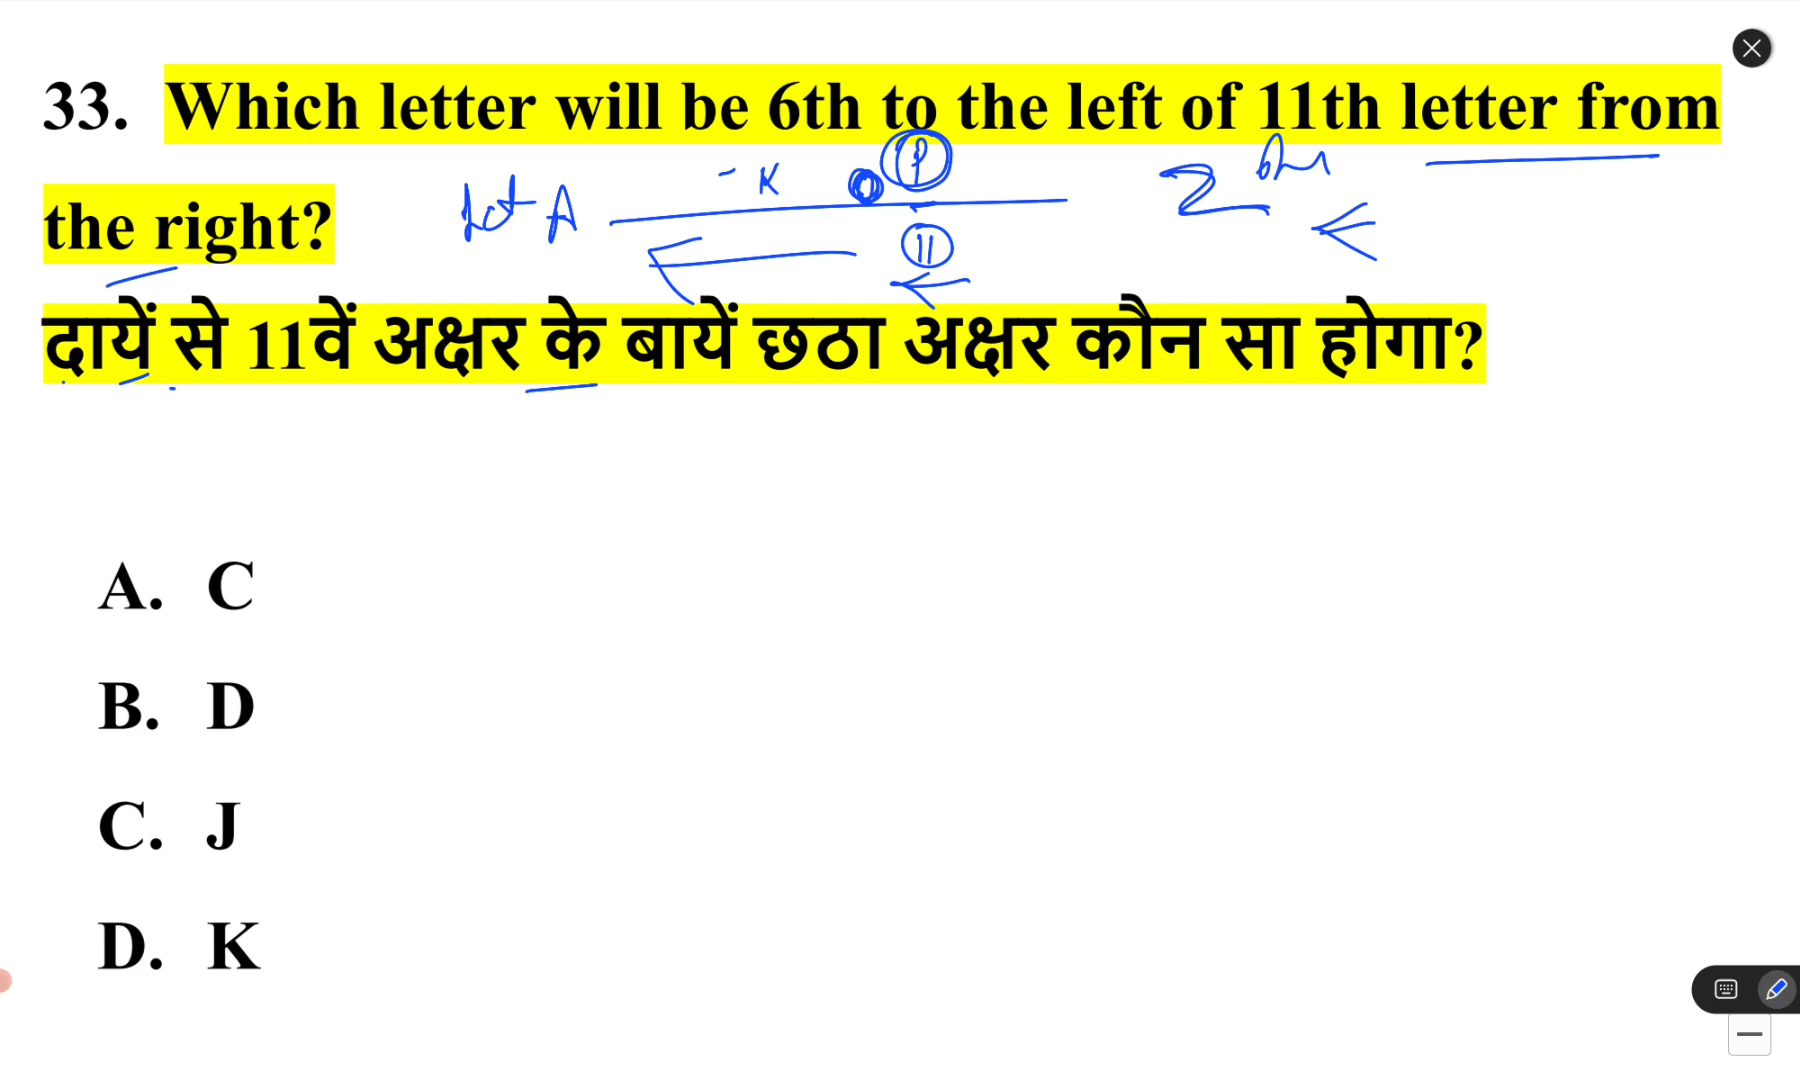 33. Which letter will be 6th to the left of 11th letter from
the right?
A - K O P Z
11
दायें से 11वें अक्षर के बायें छठा अक्षर कौन सा होगा?
A. C
B. D
C. J
D. K